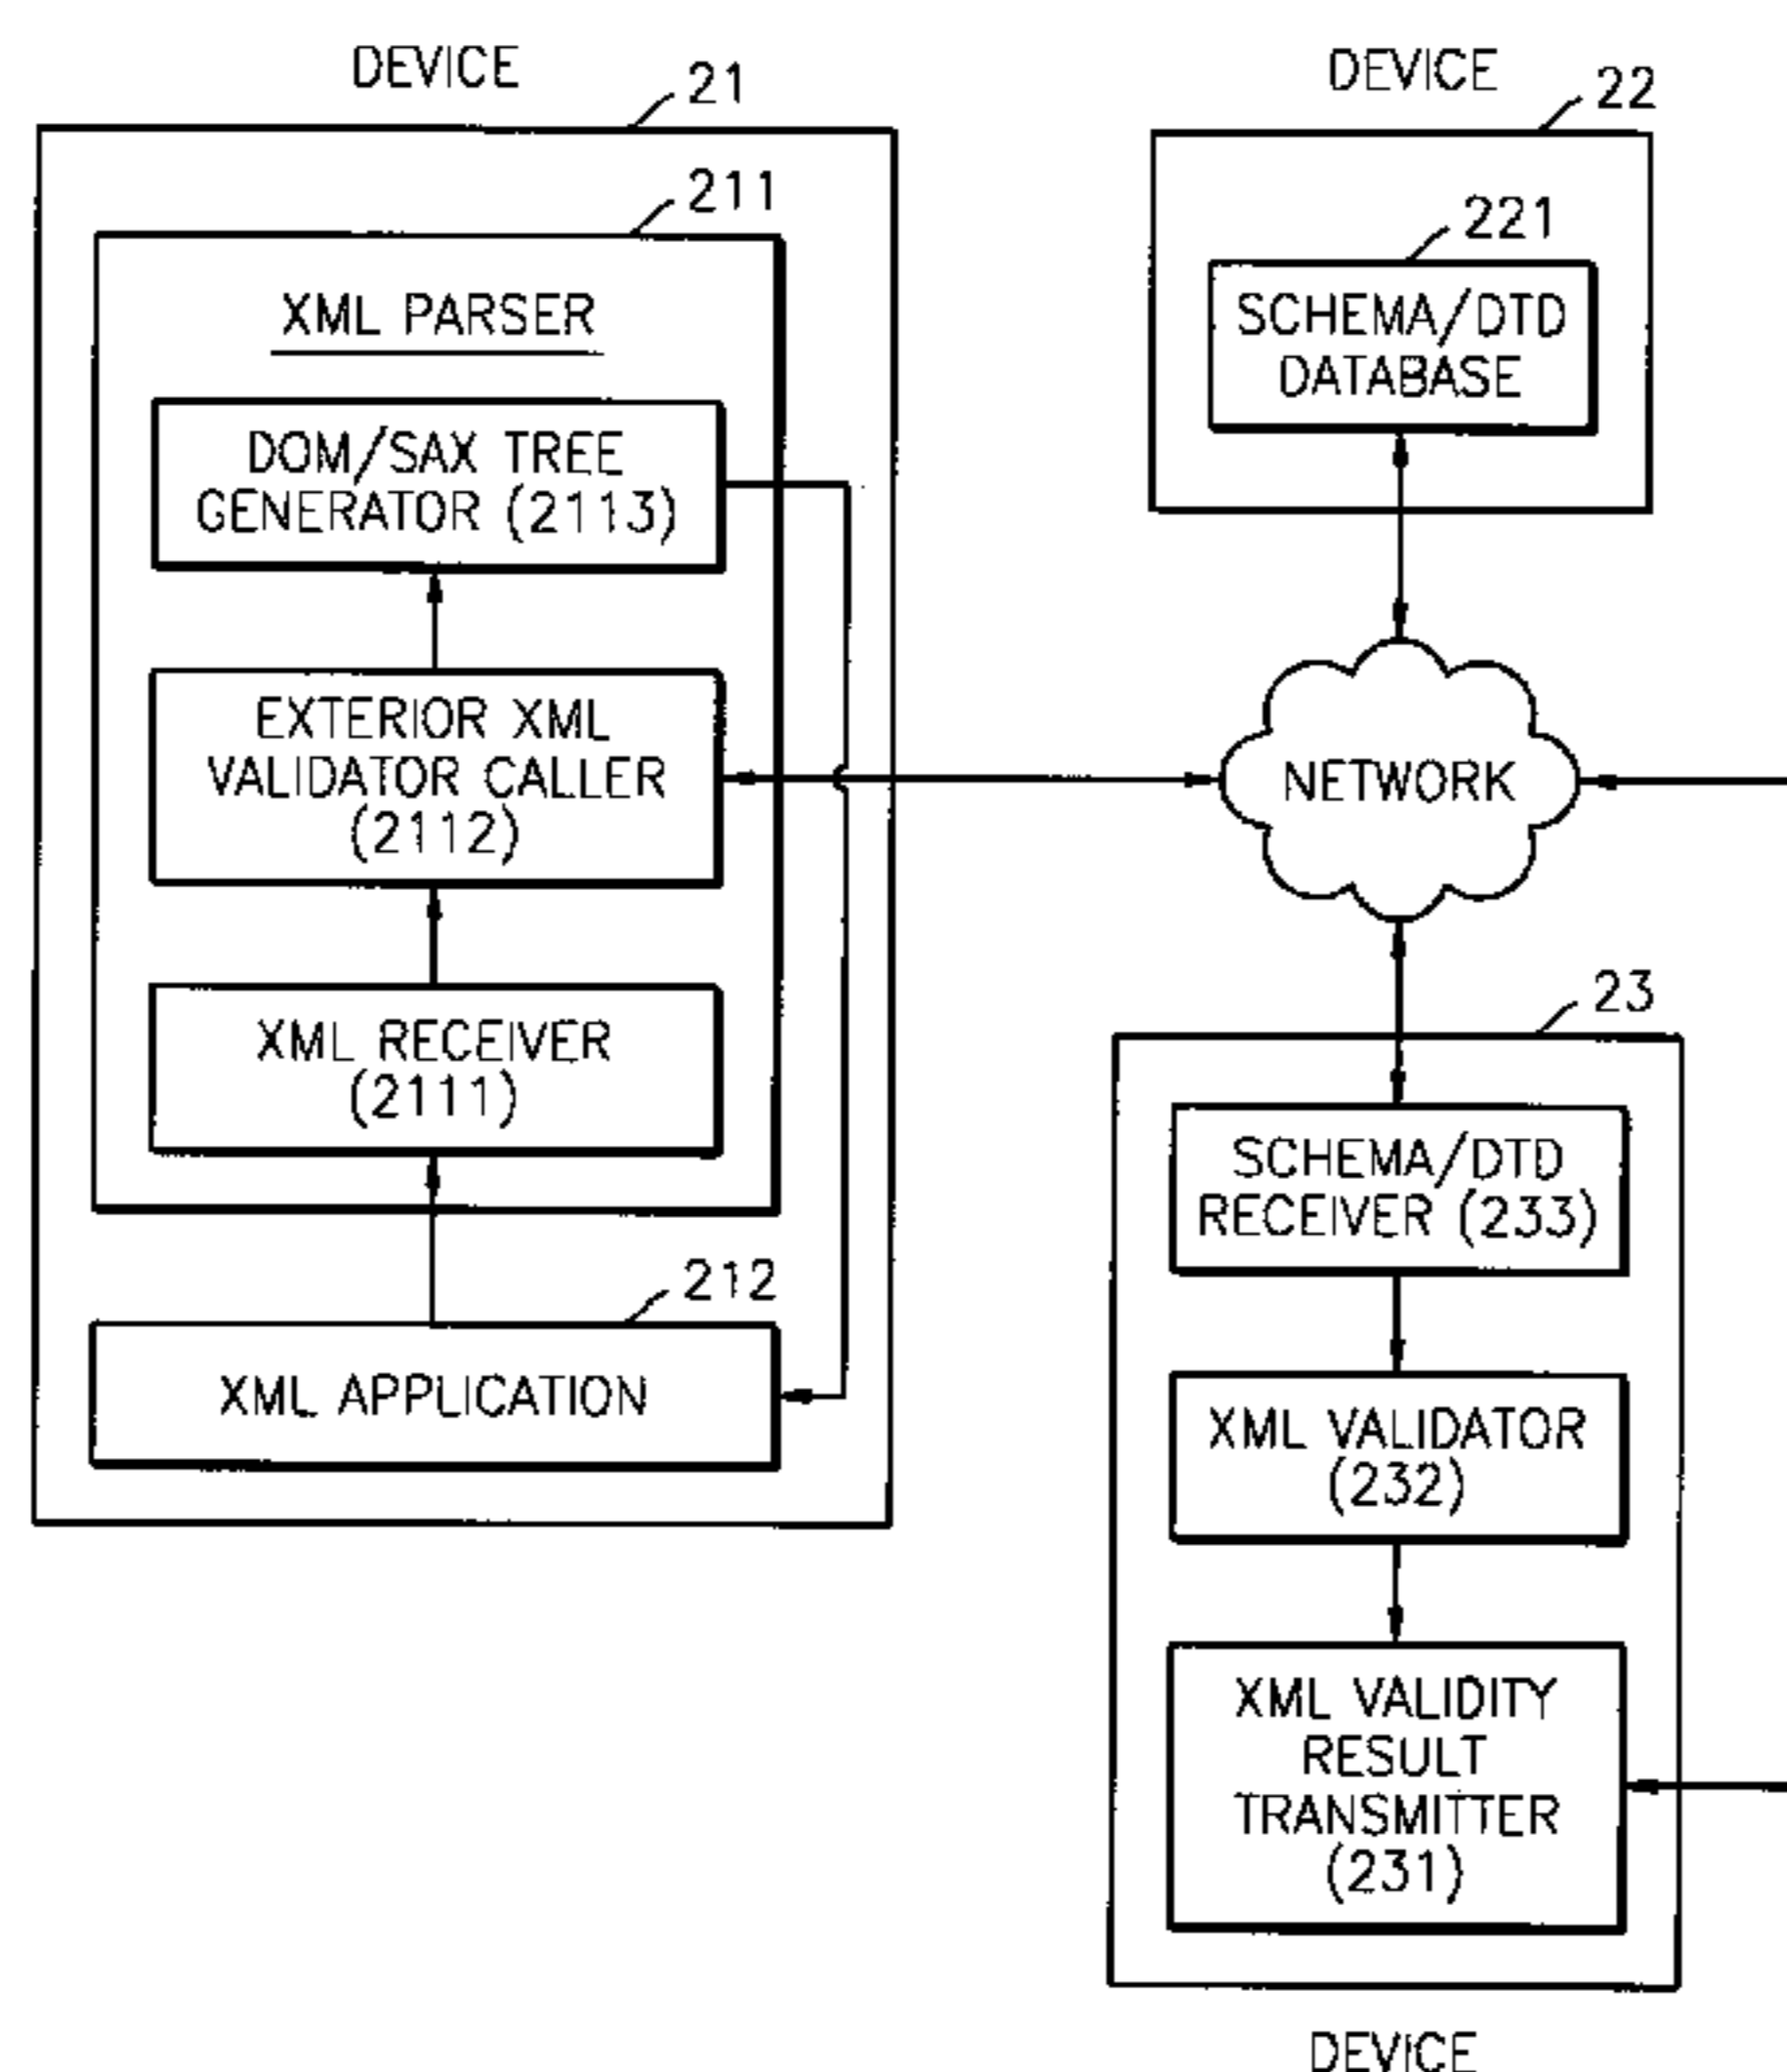 DEVICE
21
211
XML PARSER
DOM/SAX TREE
GENERATOR (2113)
EXTERIOR XML
VALIDATOR CALLER
(2112)
XML RECEIVER
(2111)
212
XML APPLICATION
DEVICE
22
221
SCHEMA/DTD
DATABASE
NETWORK
23
SCHEMA/DTD
RECEIVER (233)
XML VALIDATOR
(232)
XML VALIDITY
RESULT
TRANSMITTER
(231)
DEVICE